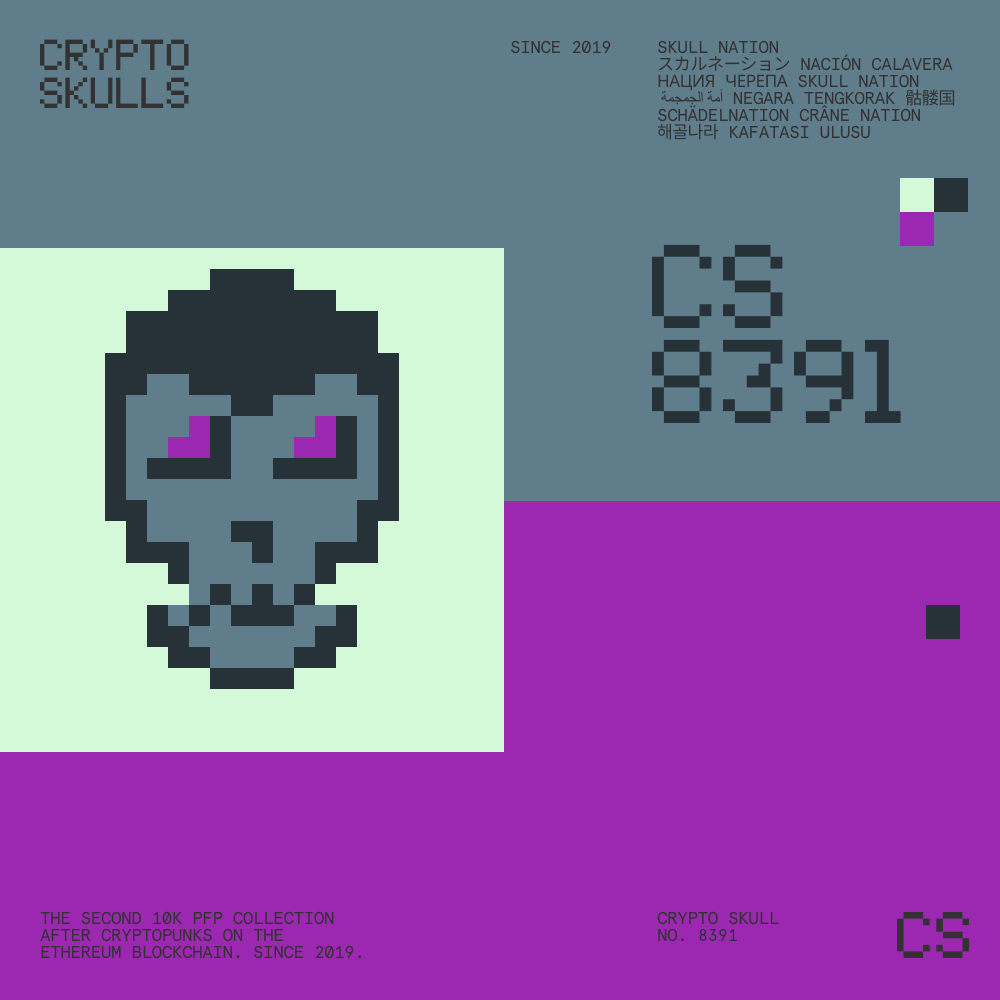 CRYPTO
SKULLS
SINCE 2019
SKULL NATION
スカルネーション NACIÓN CALAVERA
НАЦИЯ ЧЕРЕПА SKULL NATION
أمة الجمجمة NEGARA TENGKORAK 骷髅国
SCHÄDELNATION CRÂNE NATION
해골나라 KAFATASI ULUSU
CS
8391
THE SECOND 10K PFP COLLECTION
AFTER CRYPTOPUNKS ON THE
ETHEREUM BLOCKCHAIN. SINCE 2019.
CRYPTO SKULL
NO. 8391
CS